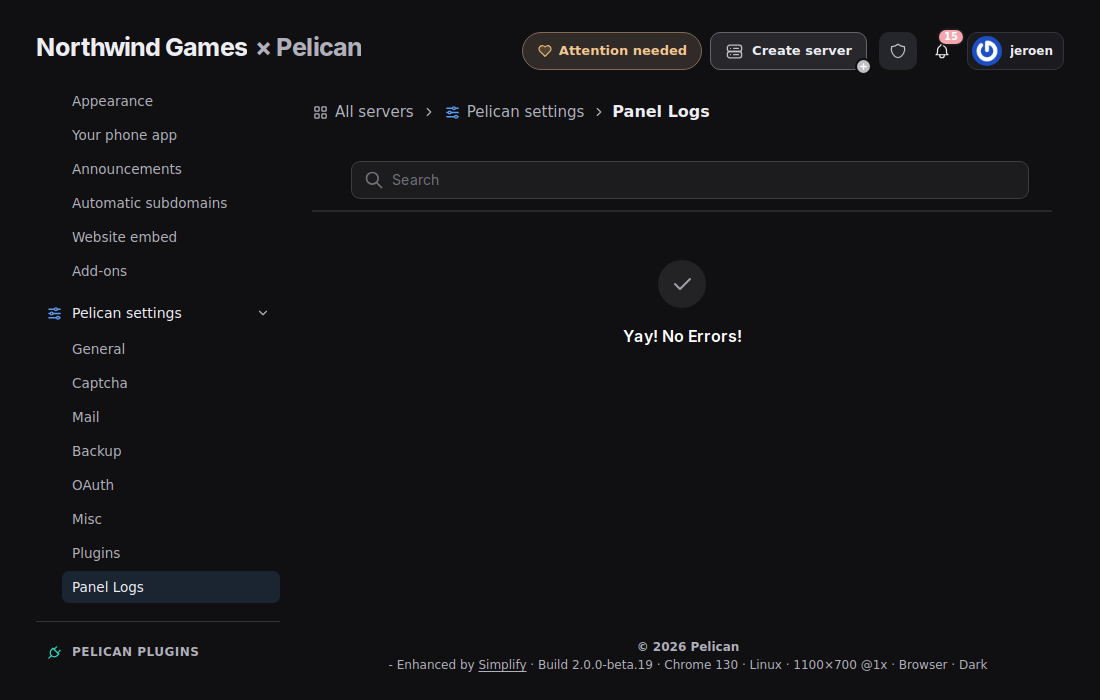 Northwind Games × Pelican
Attention needed
Create server
15
jeroen
Appearance
Your phone app
Announcements
Automatic subdomains
Website embed
Add-ons
Pelican settings
General
Captcha
Mail
Backup
OAuth
Misc
Plugins
Panel Logs
PELICAN PLUGINS
All servers › Pelican settings › Panel Logs
Search
Yay! No Errors!
© 2026 Pelican
- Enhanced by Simplify · Build 2.0.0-beta.19 · Chrome 130 · Linux · 1100×700 @1x · Browser · Dark